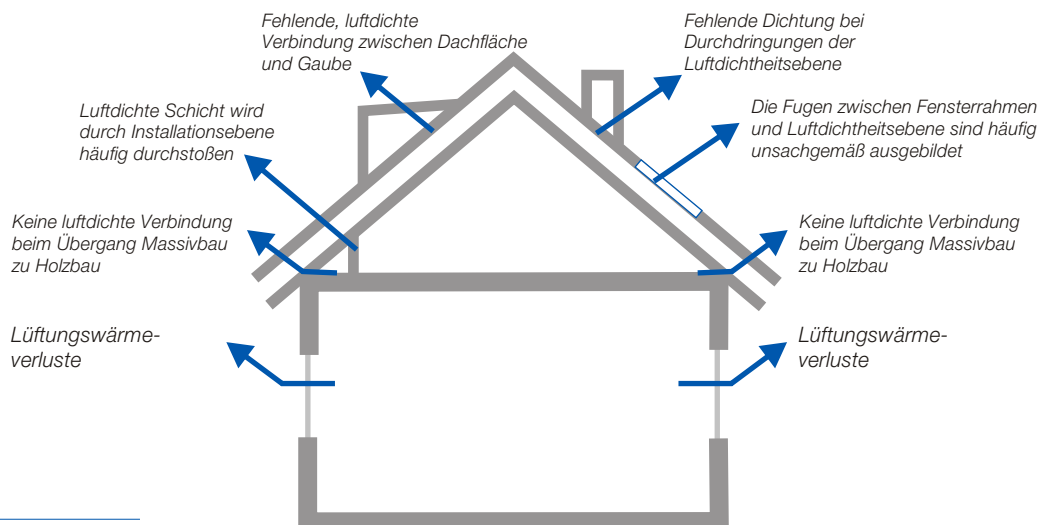 Fehlende, luftdichte
Verbindung zwischen Dachfläche
und Gaube
Fehlende Dichtung bei
Durchdringungen der
Luftdichtheitsebene
Luftdichte Schicht wird
durch Installationsebene
häufig durchstoßen
Die Fugen zwischen Fensterrahmen
und Luftdichtheitsebene sind häufig
unsachgemäß ausgebildet
Keine luftdichte Verbindung
beim Übergang Massivbau
zu Holzbau
Keine luftdichte Verbindung
beim Übergang Massivbau
zu Holzbau
Lüftungswärme-
verluste
Lüftungswärme-
verluste